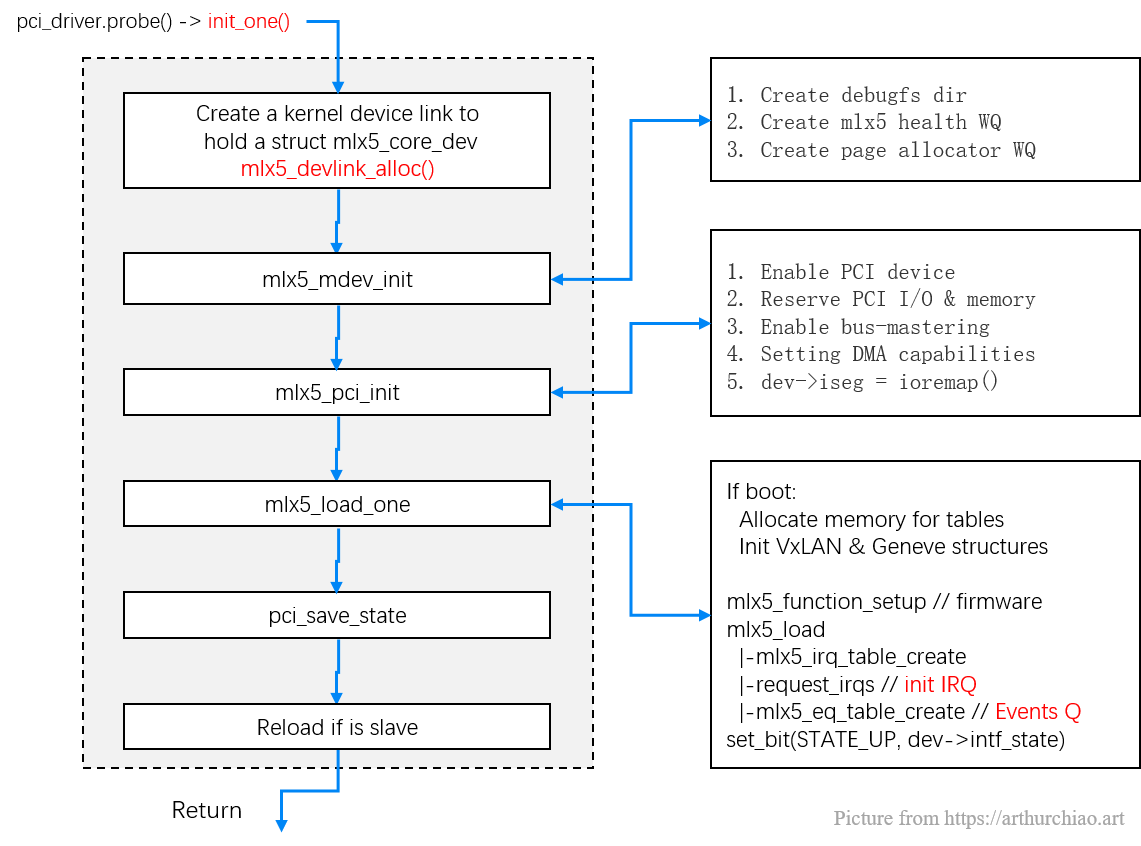 pci_driver.probe() -> init_one()
Create a kernel device link to
hold a struct mlx5_core_dev
mlx5_devlink_alloc()
mlx5_mdev_init
mlx5_pci_init
mlx5_load_one
pci_save_state
Reload if is slave
Return
1. Create debugfs dir
2. Create mlx5 health WQ
3. Create page allocator WQ
1. Enable PCI device
2. Reserve PCI I/O & memory
3. Enable bus-mastering
4. Setting DMA capabilities
5. dev->iseg = ioremap()
If boot:
Allocate memory for tables
Init VxLAN & Geneve structures
mlx5_function_setup // firmware
mlx5_load
|-mlx5_irq_table_create
|-request_irqs // init IRQ
|-mlx5_eq_table_create // Events Q
set_bit(STATE_UP, dev->intf_state)
Picture from https://arthurchiao.art